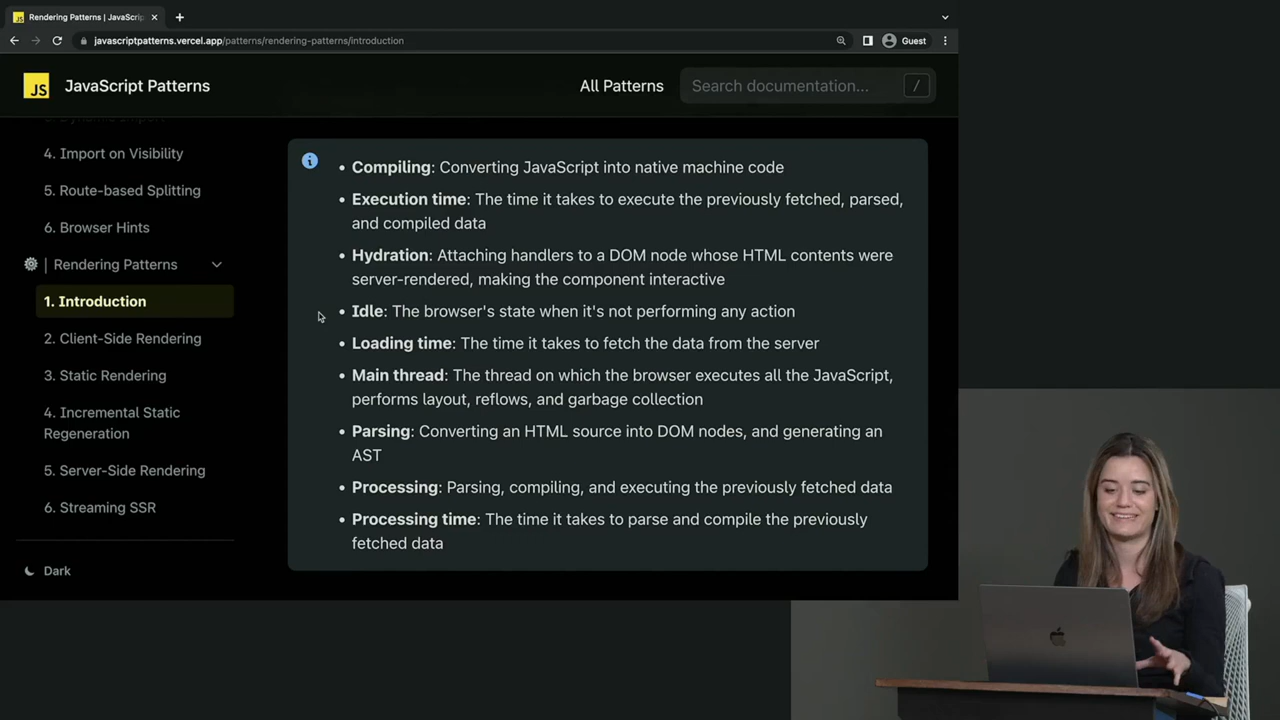 Rendering Patterns | JavaScri
javascriptpatterns.vercel.app/patterns/rendering-patterns/introduction
Guest
JS
JavaScript Patterns
All Patterns
Search documentation...
/
3. Dynamic Import
4. Import on Visibility
5. Route-based Splitting
6. Browser Hints
| Rendering Patterns
1. Introduction
2. Client-Side Rendering
3. Static Rendering
4. Incremental Static
Regeneration
5. Server-Side Rendering
6. Streaming SSR
Dark
• Compiling: Converting JavaScript into native machine code
• Execution time: The time it takes to execute the previously fetched, parsed,
and compiled data
• Hydration: Attaching handlers to a DOM node whose HTML contents were
server-rendered, making the component interactive
• Idle: The browser's state when it's not performing any action
• Loading time: The time it takes to fetch the data from the server
• Main thread: The thread on which the browser executes all the JavaScript,
performs layout, reflows, and garbage collection
• Parsing: Converting an HTML source into DOM nodes, and generating an
AST
• Processing: Parsing, compiling, and executing the previously fetched data
• Processing time: The time it takes to parse and compile the previously
fetched data